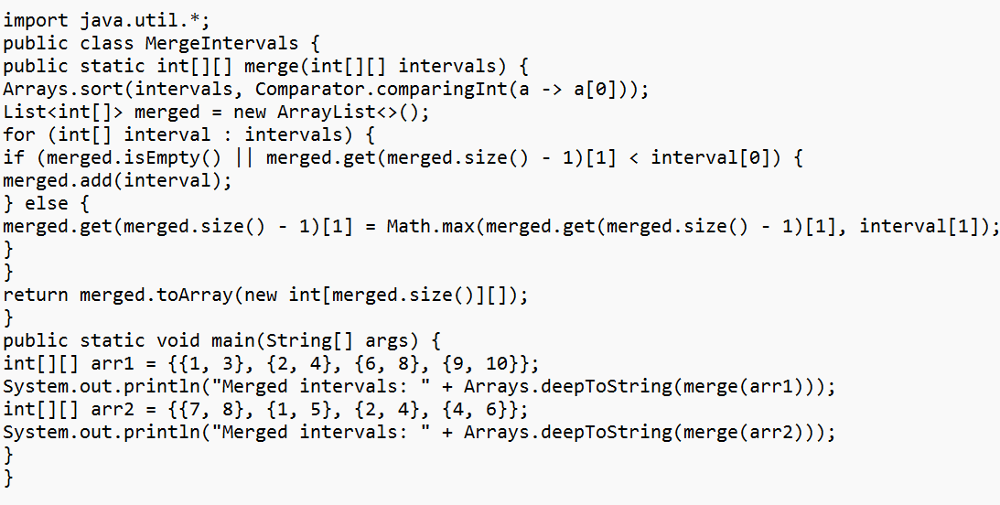 import java.util.*;
public class MergeIntervals {
public static int[][] merge(int[][] intervals) {
Arrays.sort(intervals, Comparator.comparingInt(a -> a[0]));
List<int[]> merged = new ArrayList<>();
for (int[] interval : intervals) {
if (merged.isEmpty() || merged.get(merged.size() - 1)[1] < interval[0]) {
merged.add(interval);
} else {
merged.get(merged.size() - 1)[1] = Math.max(merged.get(merged.size() - 1)[1], interval[1]);
}
}
return merged.toArray(new int[merged.size()][]);
}
public static void main(String[] args) {
int[][] arr1 = {{1, 3}, {2, 4}, {6, 8}, {9, 10}};
System.out.println("Merged intervals: " + Arrays.deepToString(merge(arr1)));
int[][] arr2 = {{7, 8}, {1, 5}, {2, 4}, {4, 6}};
System.out.println("Merged intervals: " + Arrays.deepToString(merge(arr2)));
}
}